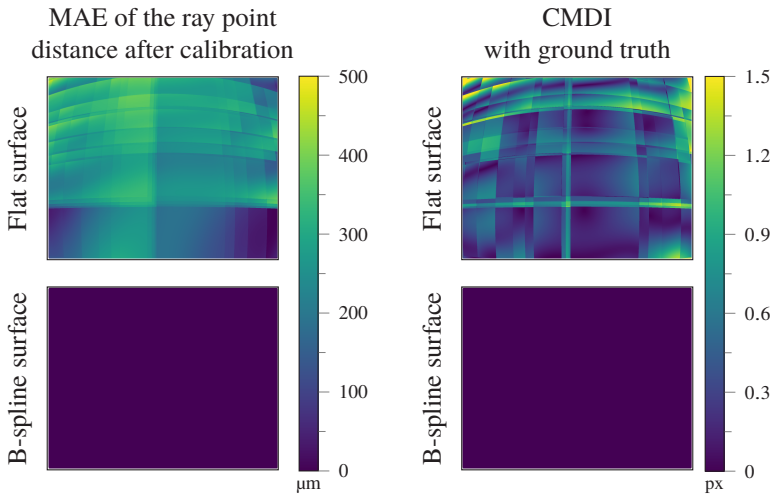 MAE of the ray point
distance after calibration
CMDI
with ground truth
Flat surface
B-spline surface
500
400
300
200
100
0
µm
Flat surface
B-spline surface
1.5
1.2
0.9
0.6
0.3
0
px